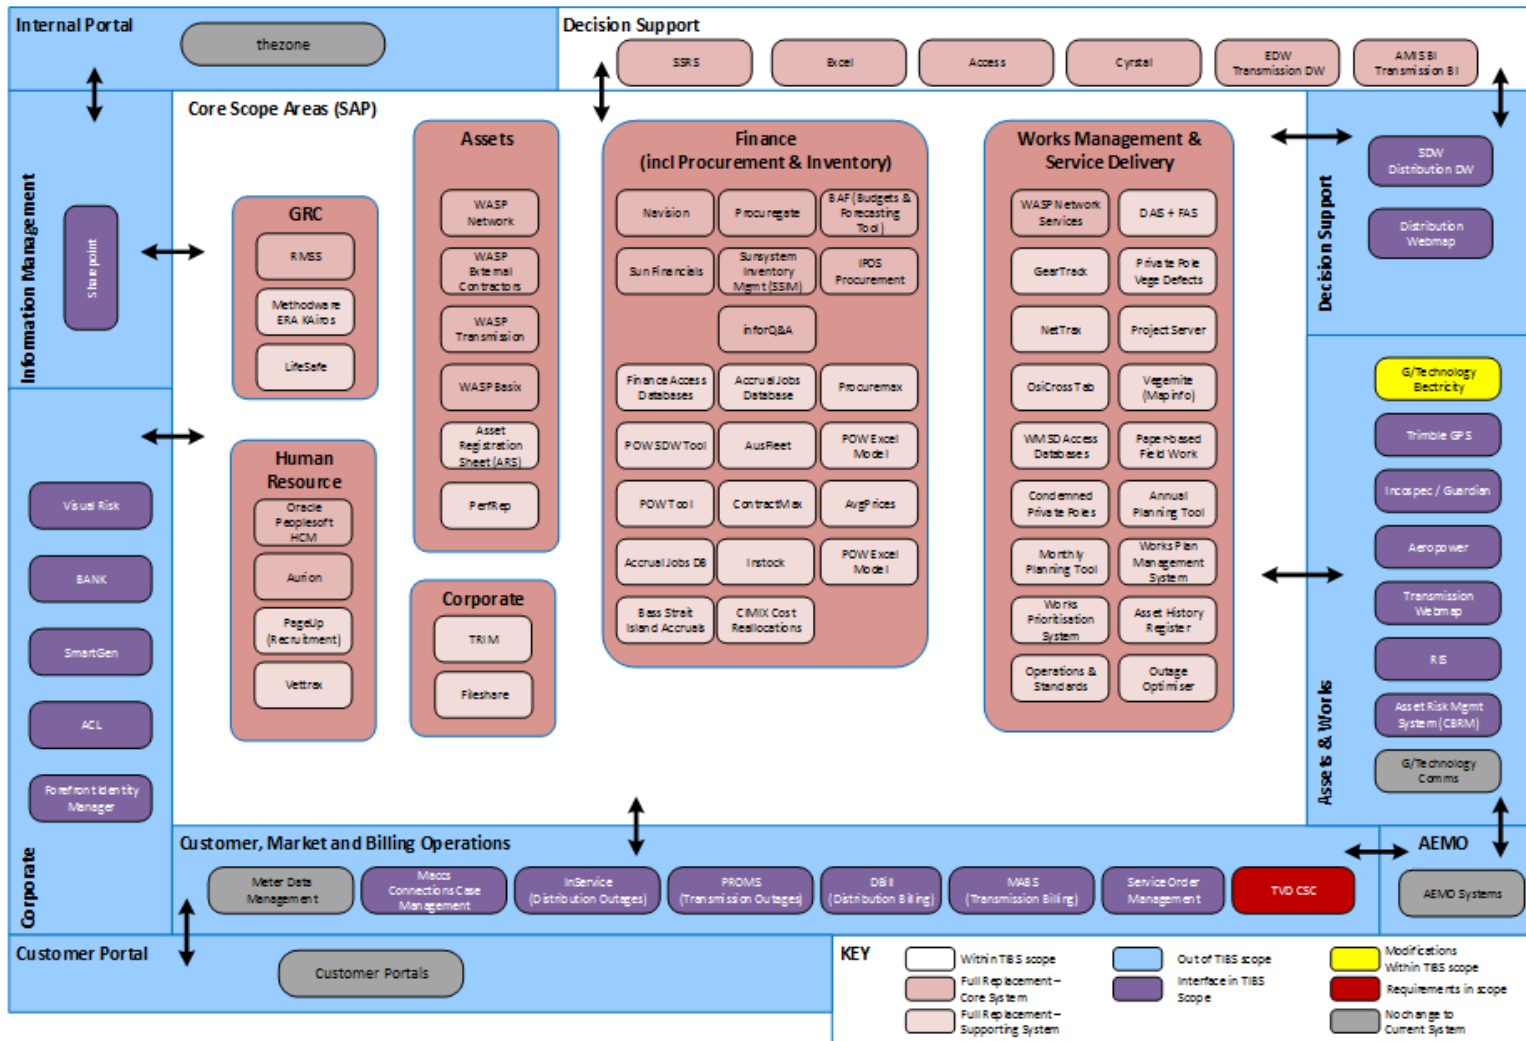 Internal Portal
thezone
Decision Support
SSRS
Excel
Access
Cyrstal
EDW
Transmission DW
AMIS BI
Transmission BI
Information Management
Sharepoint
Core Scope Areas (SAP)
GRC
RMSS
Methodware
ERA KAiros
LifeSafe
Human
Resource
Oracle
Peoplesoft
HCM
Aurion
PageUp
(Recruitment)
Vettrax
Assets
WASP
Network
WASP
External
Contractors
WASP
Transmission
WASP Basix
Asset
Registration
Sheet (ARS)
PerfRep
Corporate
TRIM
Fileshare
Finance
(incl Procurement & Inventory)
Navision
Procuregate
BAF (Budgets &
Forecasting
Tool)
Sun Financials
Sunsystem
Inventory
Mgmt (SSIM)
IPOS
Procurement
inforQ&A
Finance Access
Databases
Accrual Jobs
Database
Procuremax
POW SDW Tool
AusFleet
POW Excel
Model
POW Tool
ContractMax
AvgPrices
Accrual Jobs DB
Instock
POW Excel
Model
Bass Strait
Island Accruals
CIMIX Cost
Reallocations
Works Management &
Service Delivery
WASP Network
Services
DAIS + FAS
GearTrack
Private Pole
Vege Defects
NetTrax
Project Server
OsiCross Tab
Vegemite
(Mapinfo)
WMSD Access
Databases
Paper-based
Field Work
Condemned
Private Poles
Annual
Planning Tool
Monthly
Planning Tool
Works Plan
Management
System
Works
Prioritisation
System
Asset History
Register
Operations &
Standards
Outage
Optimiser
Decision Support
SDW
Distribution DW
Distribution
Webmap
Assets & Works
G/Technology
Electricity
Trimble GPS
Incospec / Guardian
Aeropower
Transmission
Webmap
RIS
Asset Risk Mgmt
System (CBRM)
G/Technology
Comms
Corporate
Visual Risk
BANK
SmartGen
ACL
Forefront Identity
Manager
Customer, Market and Billing Operations
Meter Data
Management
Maccs
Connections Case
Management
InService
(Distribution Outages)
PROMS
(Transmission Outages)
DBill
(Distribution Billing)
MABS
(Transmission Billing)
Service Order
Management
TVD CSC
AEMO
AEMO Systems
Customer Portal
Customer Portals
KEY
Within TIBS scope
Full Replacement –
Core System
Full Replacement –
Supporting System
Out of TIBS scope
Interface in TIBS
Scope
Modifications
Within TIBS scope
Requirements in scope
No change to
Current System